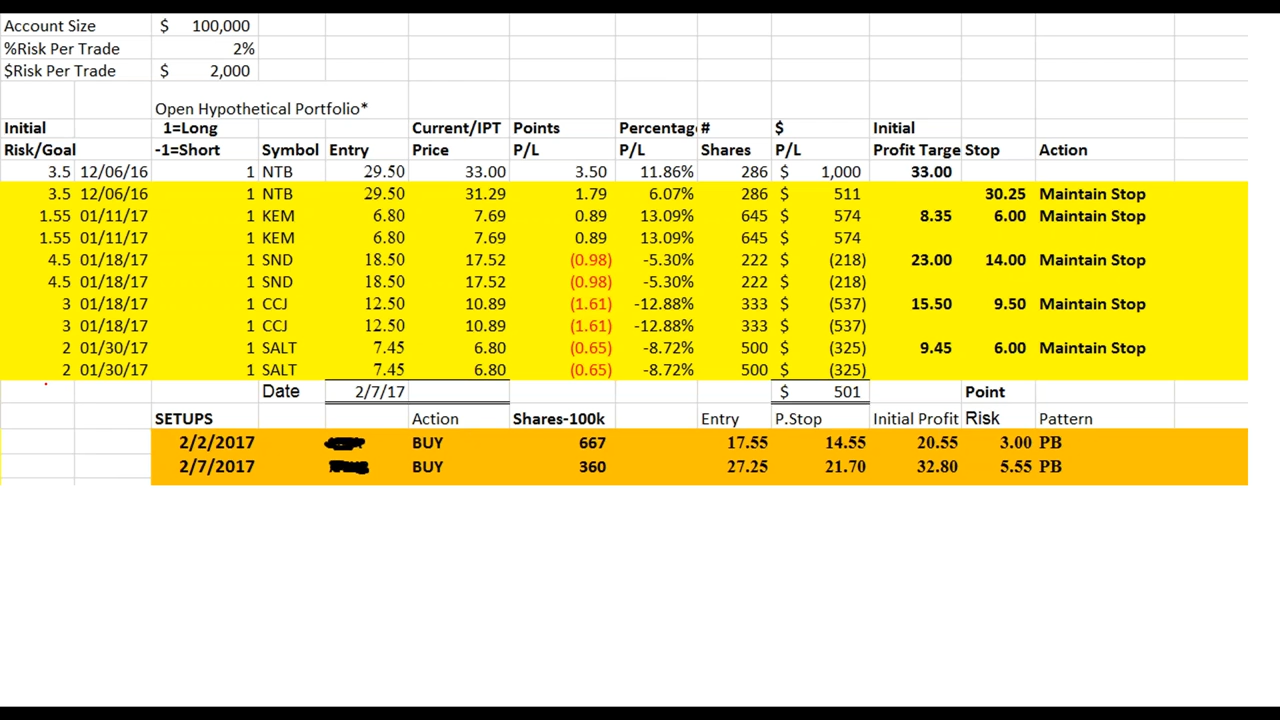 Account Size $ 100,000
%Risk Per Trade 2%
$Risk Per Trade $ 2,000
Open Hypothetical Portfolio*
Initial 1=Long Current/IPT Points Percentag # $ Initial
Risk/Goal -1=Short Symbol Entry Price P/L P/L Shares P/L Profit Targe Stop Action
3.5 12/06/16 1 NTB 29.50 33.00 3.50 11.86% 286 $ 1,000 33.00
3.5 12/06/16 1 NTB 29.50 31.29 1.79 6.07% 286 $ 511 30.25 Maintain Stop
1.55 01/11/17 1 KEM 6.80 7.69 0.89 13.09% 645 $ 574 8.35 6.00 Maintain Stop
1.55 01/11/17 1 KEM 6.80 7.69 0.89 13.09% 645 $ 574
4.5 01/18/17 1 SND 18.50 17.52 (0.98) -5.30% 222 $ (218) 23.00 14.00 Maintain Stop
4.5 01/18/17 1 SND 18.50 17.52 (0.98) -5.30% 222 $ (218)
3 01/18/17 1 CCJ 12.50 10.89 (1.61) -12.88% 333 $ (537) 15.50 9.50 Maintain Stop
3 01/18/17 1 CCJ 12.50 10.89 (1.61) -12.88% 333 $ (537)
2 01/30/17 1 SALT 7.45 6.80 (0.65) -8.72% 500 $ (325) 9.45 6.00 Maintain Stop
2 01/30/17 1 SALT 7.45 6.80 (0.65) -8.72% 500 $ (325)
Date 2/7/17 $ 501 Point
SETUPS Action Shares-100k Entry P.Stop Initial Profit Risk Pattern
2/2/2017 BUY 667 17.55 14.55 20.55 3.00 PB
2/7/2017 BUY 360 27.25 21.70 32.80 5.55 PB